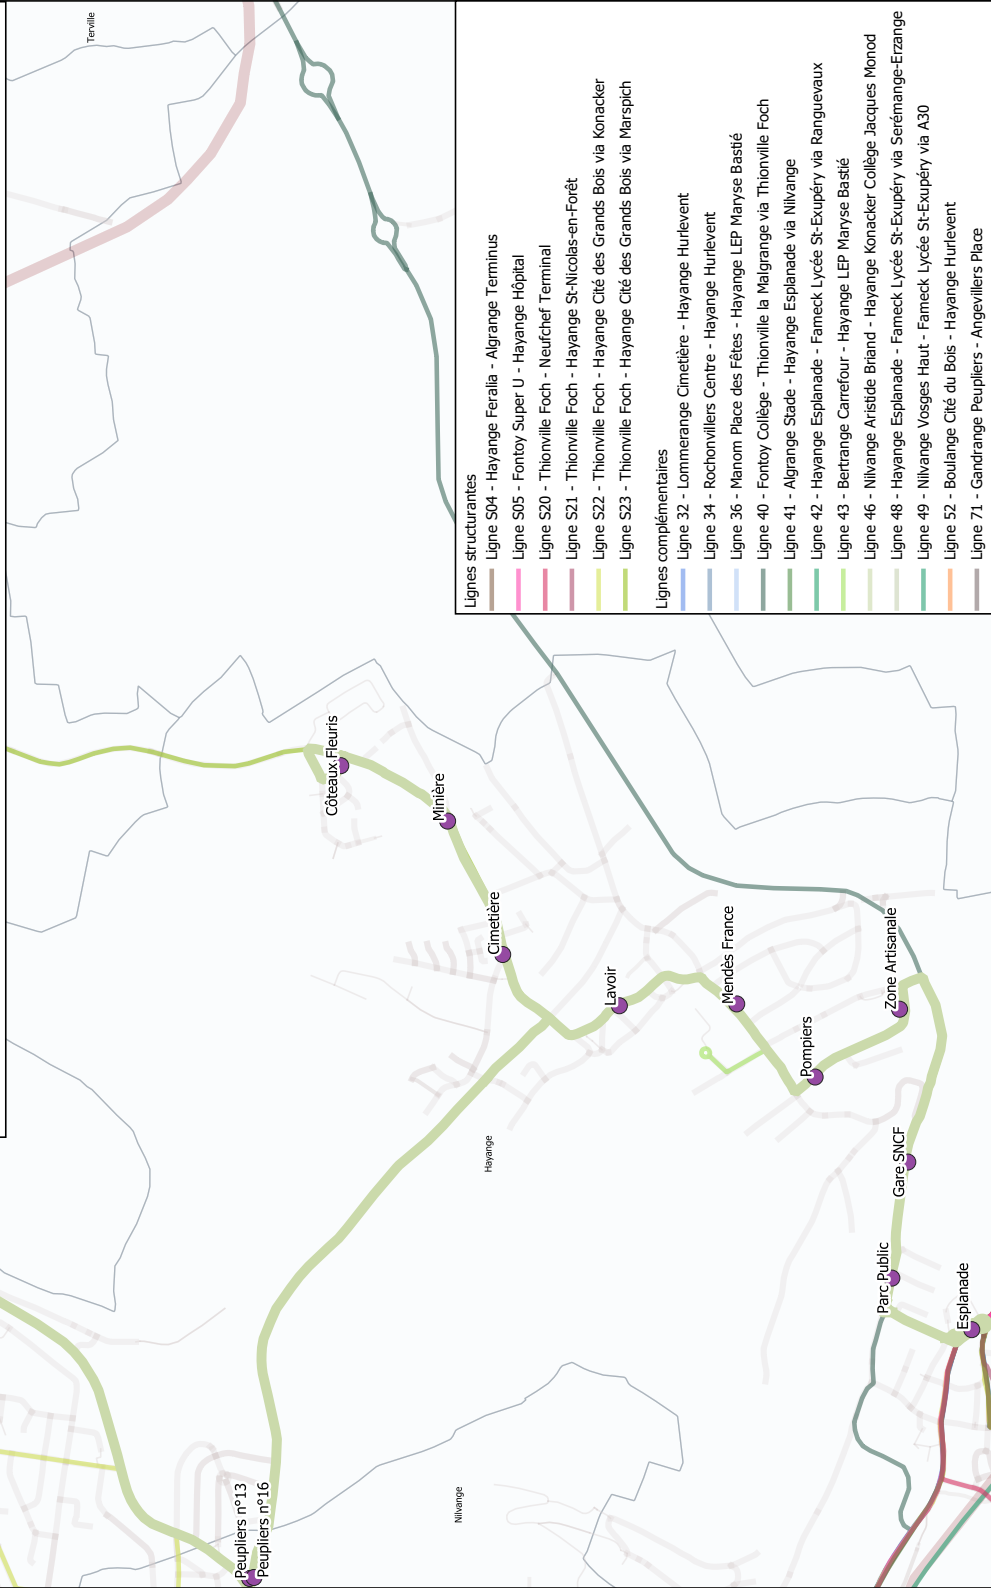 Terville
Lignes structurantes
Ligne S04 - Hayange Feralia - Algrange Terminus
Ligne S05 - Fontoy Super U - Hayange Hôpital
Ligne S20 - Thionville Foch - Neufchef Terminal
Ligne S21 - Thionville Foch - Hayange St-Nicolas-en-Forêt
Ligne S22 - Thionville Foch - Hayange Cité des Grands Bois via Konacker
Ligne S23 - Thionville Foch - Hayange Cité des Grands Bois via Marspich
Lignes complémentaires
Ligne 32 - Lommerange Cimetière - Hayange Hurlevent
Ligne 34 - Rochonvillers Centre - Hayange Hurlevent
Ligne 36 - Manom Place des Fêtes - Hayange LEP Maryse Bastié
Ligne 40 - Fontoy Collège - Thionville la Malgrange via Thionville Foch
Ligne 41 - Algrange Stade - Hayange Esplanade via Nilvange
Ligne 42 - Hayange Esplanade - Fameck Lycée St-Exupéry via Ranguevaux
Ligne 43 - Bertrange Carrefour - Hayange LEP Maryse Bastié
Ligne 46 - Nilvange Aristide Briand - Hayange Konacker Collège Jacques Monod
Ligne 48 - Hayange Esplanade - Fameck Lycée St-Exupéry via Serémange-Erzange
Ligne 49 - Nilvange Vosges Haut - Fameck Lycée St-Exupéry via A30
Ligne 52 - Boulange Cité du Bois - Hayange Hurlevent
Ligne 71 - Gandrange Peupliers - Angevillers Place
Côteaux Fleuris
Minière
Cimetière
Lavoir
Mendès France
Zone Artisanale
Pompiers
Gare SNCF
Hayange
Parc Public
Esplanade
Nilvange
Peupliers n°13
Peupliers n°16